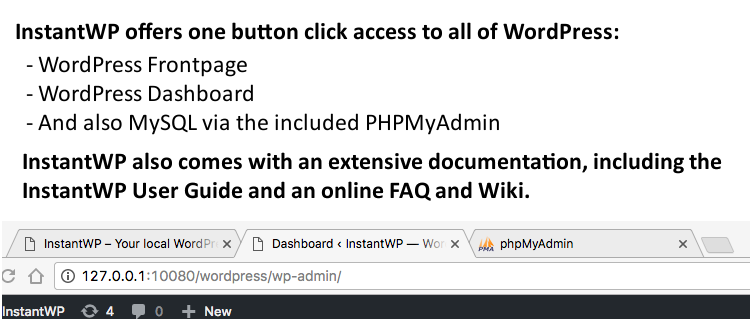 InstantWP offers one button click access to all of WordPress:
- WordPress Frontpage
- WordPress Dashboard
- And also MySQL via the included PHPMyAdmin
InstantWP also comes with an extensive documentation, including the
InstantWP User Guide and an online FAQ and Wiki.
InstantWP – Your local WordPr Dashboard ‹ InstantWP — Wor PMA phpMyAdmin
127.0.0.1:10080/wordpress/wp-admin/
InstantWP 4 0 + New